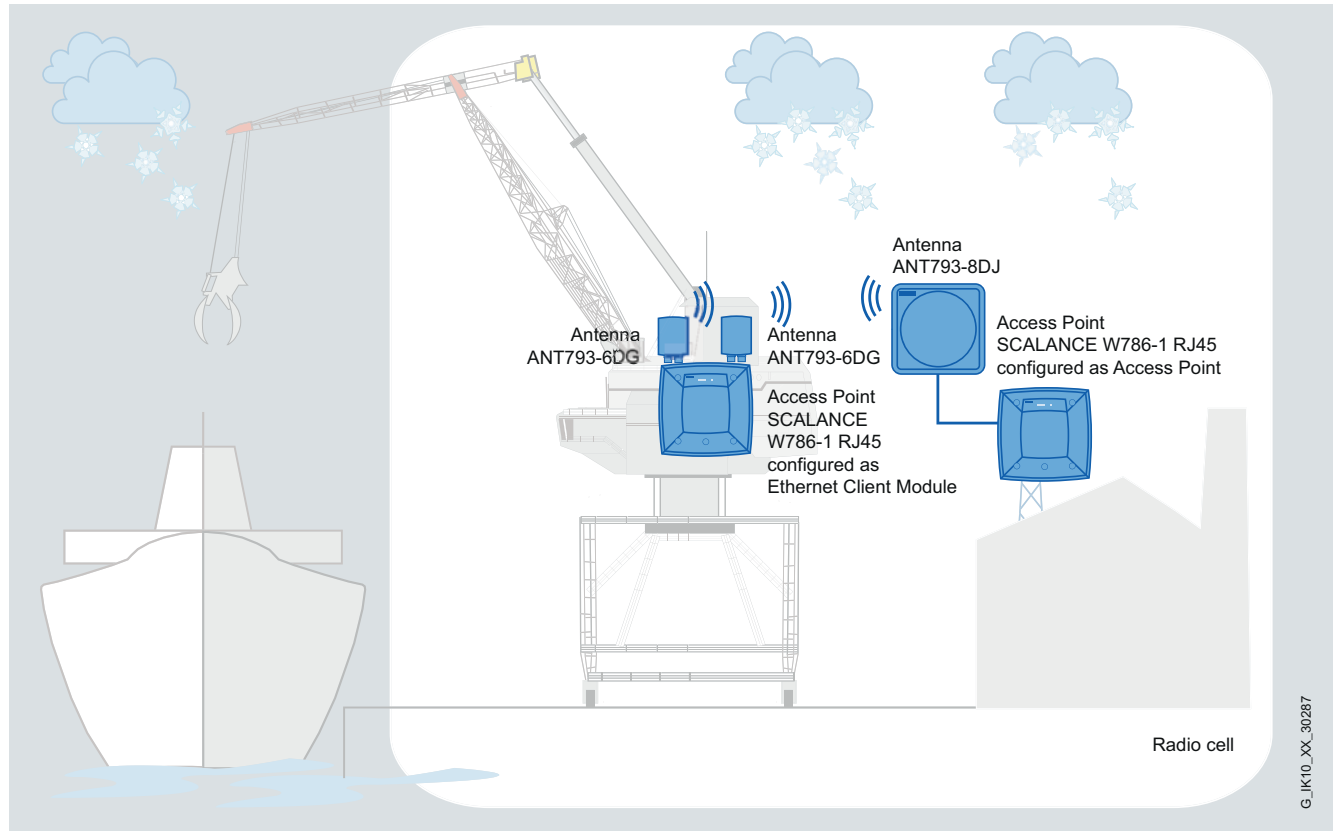 Antenna
ANT793-8DJ
Access Point
SCALANCE W786-1 RJ45
configured as Access Point
Antenna
ANT793-6DG
Antenna
ANT793-6DG
Access Point
SCALANCE
W786-1 RJ45
configured as
Ethernet Client Module
Radio cell
G_IK10_XX_30287